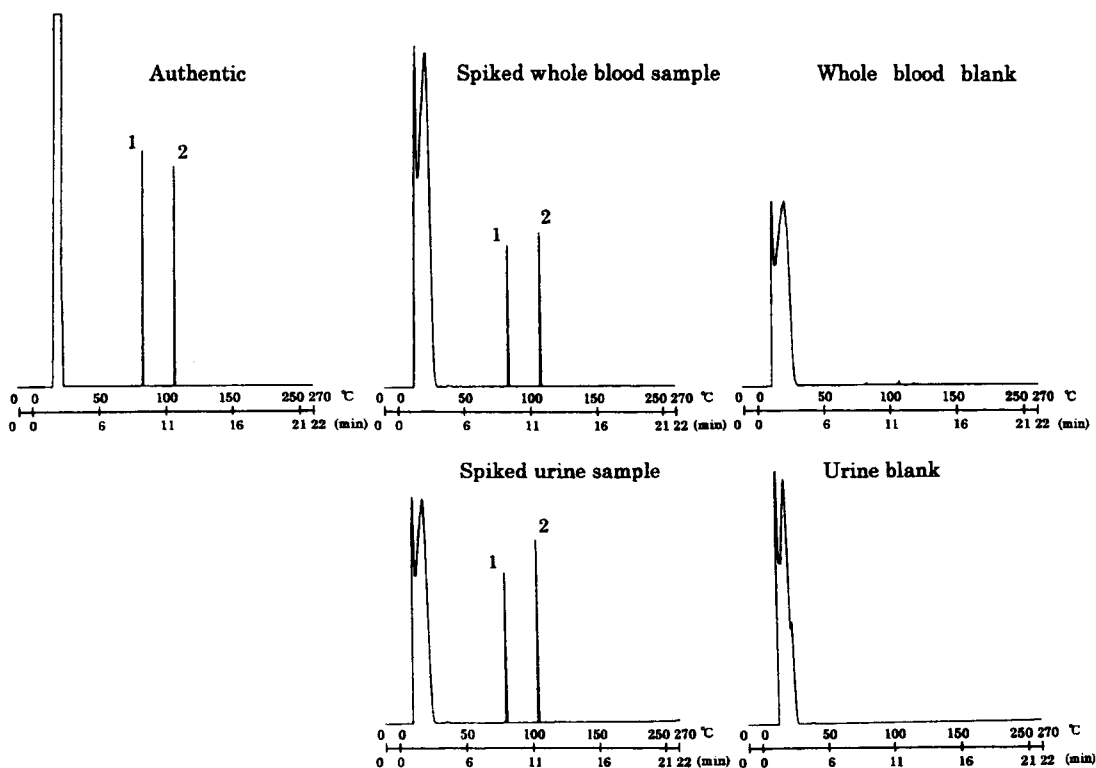 Authentic
1
2
0 0 50 100 150 250 270 ℃
0 0 6 11 16 21 22 (min)
Spiked whole blood sample
1
2
0 0 50 100 150 250 270 ℃
0 0 6 11 16 21 22 (min)
Whole blood blank
0 0 50 100 150 250 270 ℃
0 0 6 11 16 21 22 (min)
Spiked urine sample
1
2
0 0 50 100 150 250 270 ℃
0 0 6 11 16 21 22 (min)
Urine blank
0 0 50 100 150 250 270 ℃
0 0 6 11 16 21 22 (min)